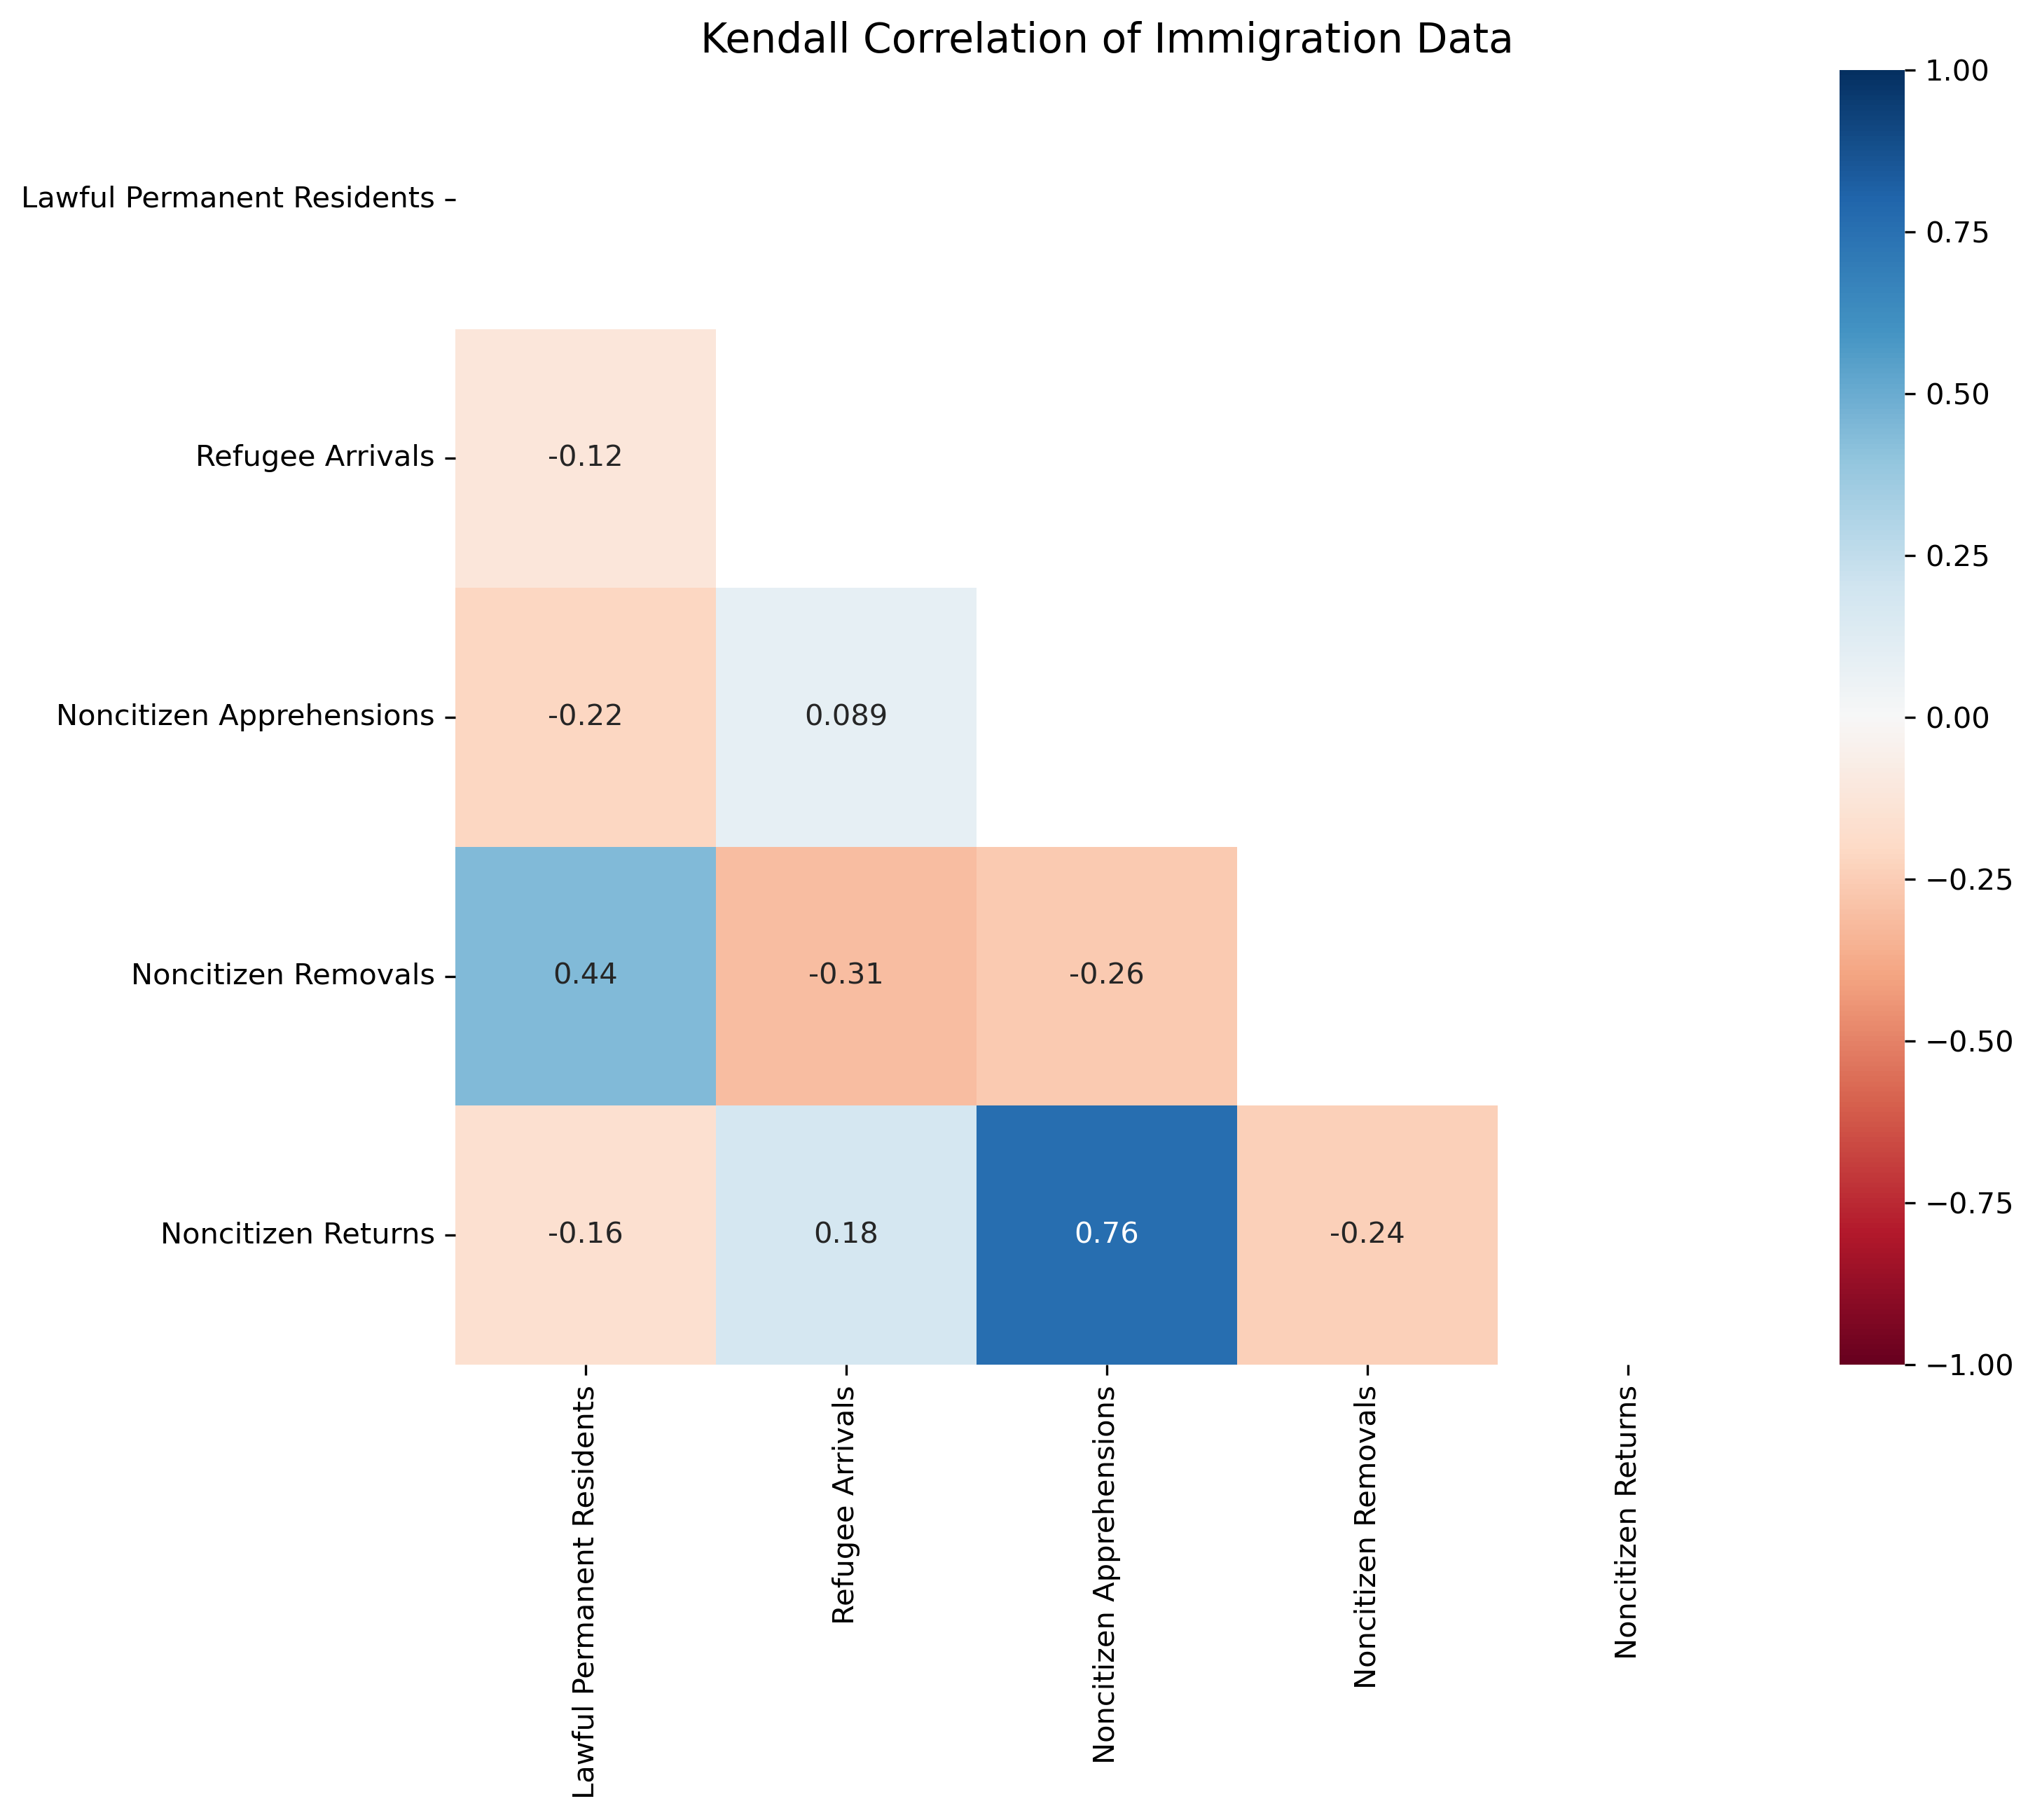 Kendall Correlation of Immigration Data
Lawful Permanent Residents
Refugee Arrivals
Noncitizen Apprehensions
Noncitizen Removals
Noncitizen Returns
-0.12
-0.22 0.089
0.44 -0.31 -0.26
-0.16 0.18 0.76 -0.24
Lawful Permanent Residents
Refugee Arrivals
Noncitizen Apprehensions
Noncitizen Removals
Noncitizen Returns
1.00
0.75
0.50
0.25
0.00
−0.25
−0.50
−0.75
−1.00